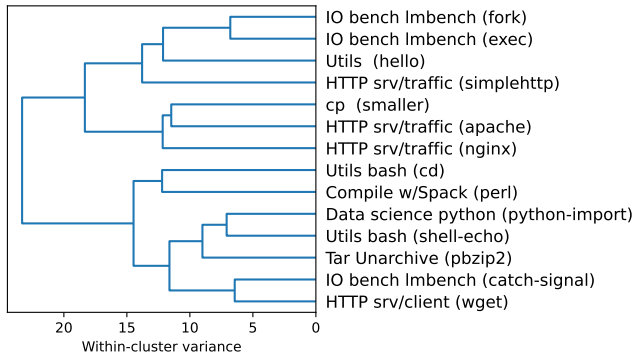 IO bench lmbench (fork)
IO bench lmbench (exec)
Utils  (hello)
HTTP srv/traffic (simplehttp)
cp  (smaller)
HTTP srv/traffic (apache)
HTTP srv/traffic (nginx)
Utils bash (cd)
Compile w/Spack (perl)
Data science python (python-import)
Utils bash (shell-echo)
Tar Unarchive (pbzip2)
IO bench lmbench (catch-signal)
HTTP srv/client (wget)
20 15 10 5 0
Within-cluster variance